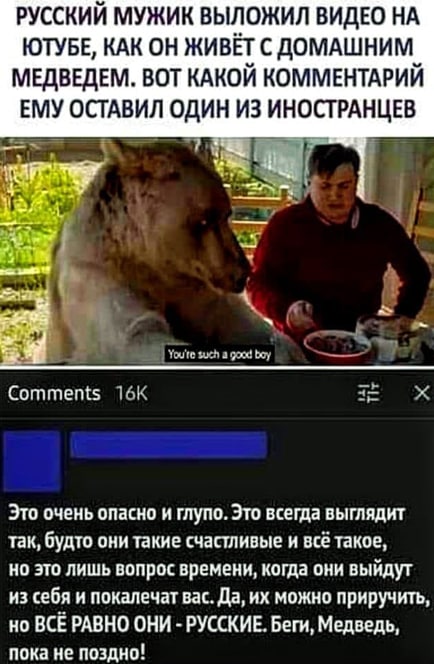 РУССКИЙ МУЖИК ВЫЛОЖИЛ ВИДЕО НА
ЮТУБЕ, КАК ОН ЖИВЁТ С ДОМАШНИМ
МЕДВЕДЕМ. ВОТ КАКОЙ КОММЕНТАРИЙ
ЕМУ ОСТАВИЛ ОДИН ИЗ ИНОСТРАНЦЕВ
You're such a good boy
Comments 16K
Это очень опасно и глупо. Это всегда выглядит
так, будто они такие счастливые и всё такое,
но это лишь вопрос времени, когда они выйдут
из себя и покалечат вас. Да, их можно приручить,
но ВСЁ РАВНО ОНИ - РУССКИЕ. Беги, Медведь,
пока не поздно!